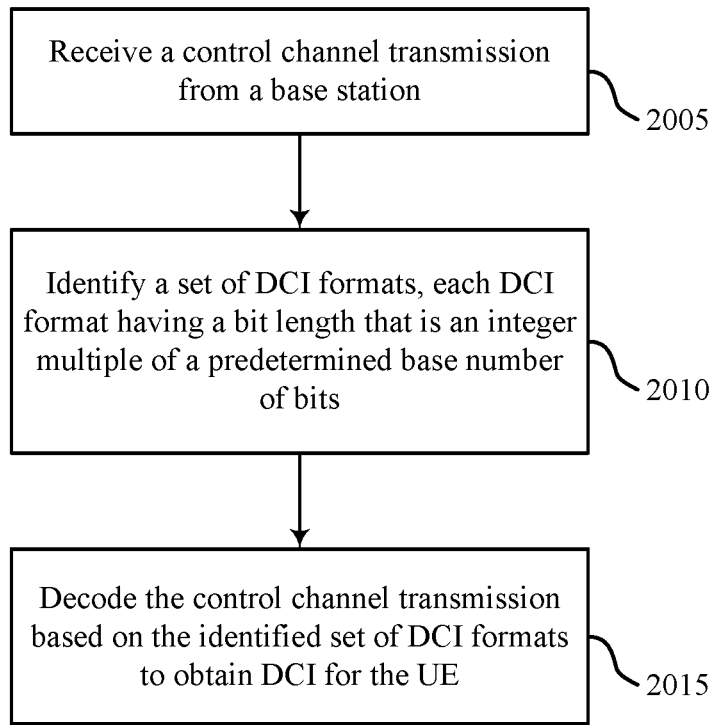 Receive a control channel transmission
from a base station
2005
Identify a set of DCI formats, each DCI
format having a bit length that is an integer
multiple of a predetermined base number
of bits
2010
Decode the control channel transmission
based on the identified set of DCI formats
to obtain DCI for the UE
2015